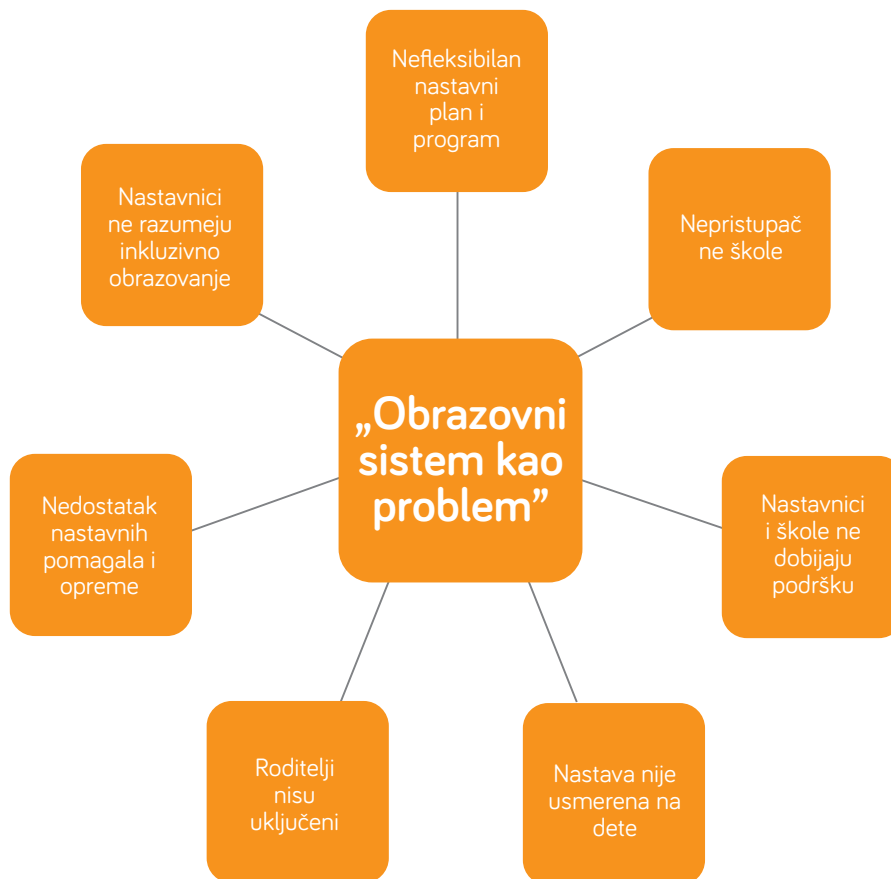 Nefleksibilan
nastavni
plan i
program
Nastavnici
ne razumeju
inkluzivno
obrazovanje
Nepristupač
ne škole
„Obrazovni
sistem kao
problem”
Nedostatak
nastavnih
pomagala i
opreme
Nastavnici
i škole ne
dobijaju
podršku
Roditelji
nisu
uključeni
Nastava nije
usmerena na
dete